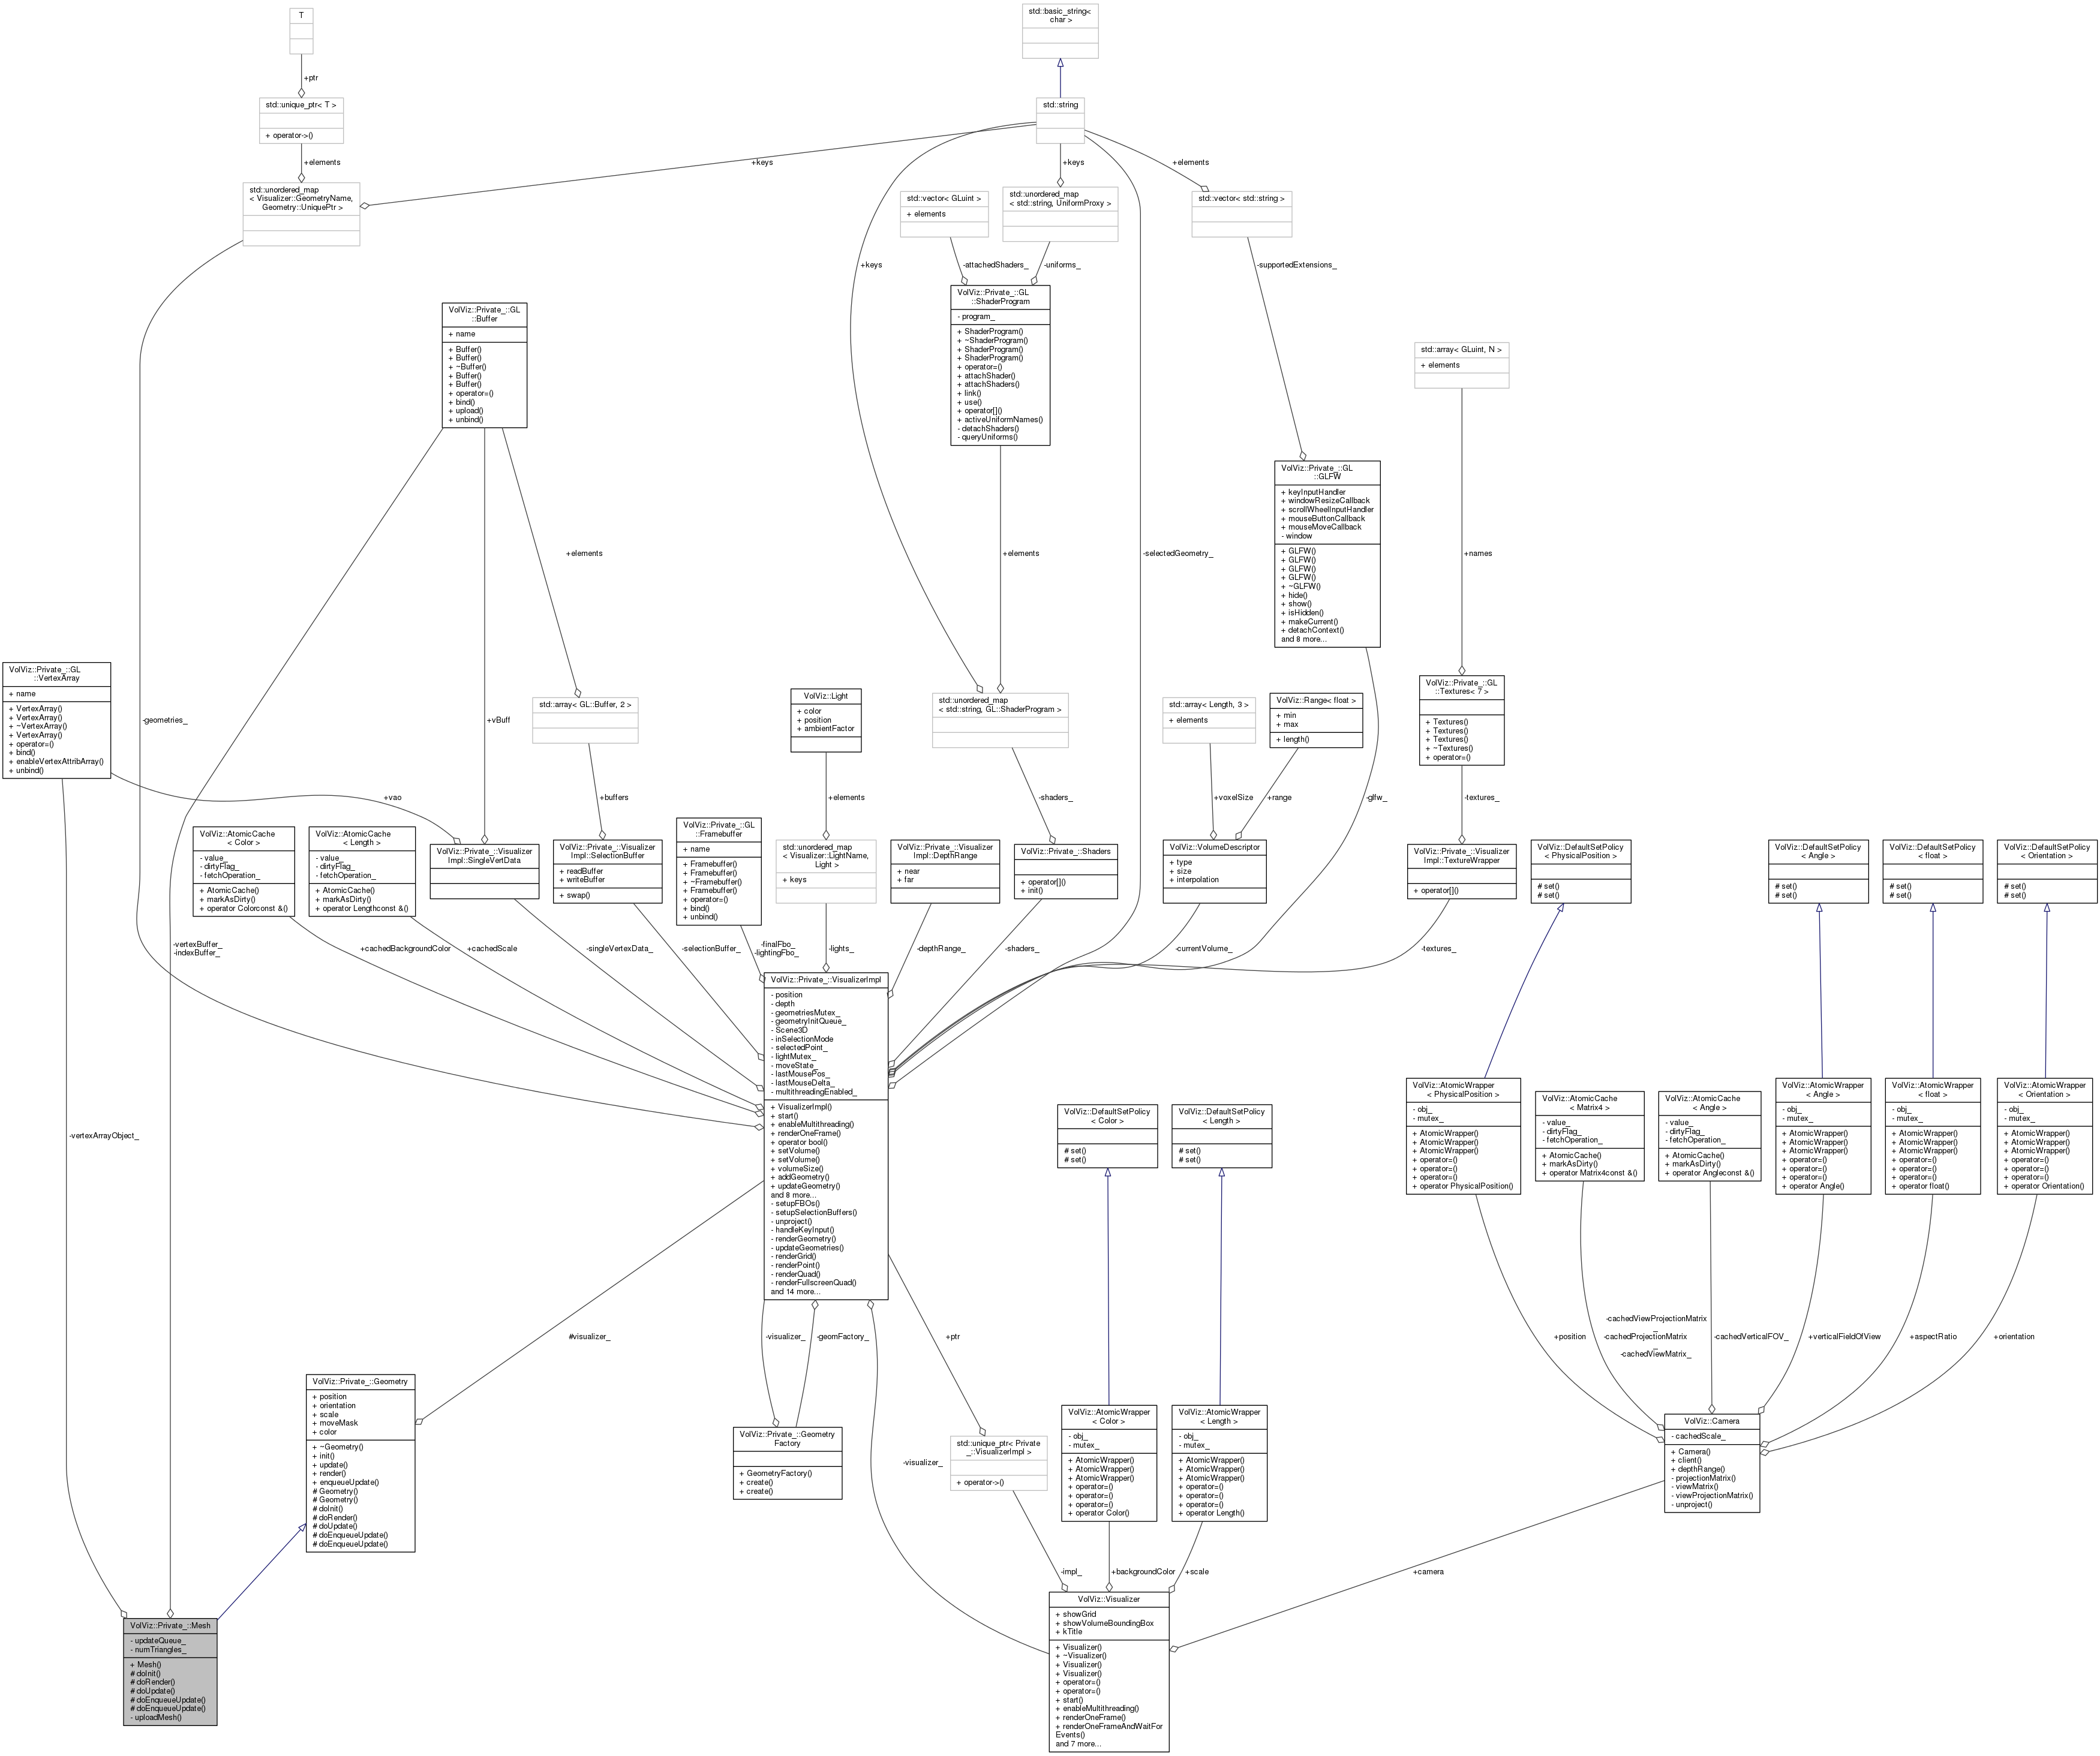 T
+ptr
std::unique_ptr< T >
+ operator->()
+elements
std::unordered_map
< Visualizer::GeometryName,
Geometry::UniquePtr >
std::basic_string<
char >
std::string
+keys
+keys
+elements
std::vector< GLuint >
+ elements
std::unordered_map
< std::string, UniformProxy >
std::vector< std::string >
+keys
-attachedShaders_
-uniforms_
-supportedExtensions_
VolViz::Private_::GL
::Buffer
+ name
+ Buffer()
+ Buffer()
+ ~Buffer()
+ Buffer()
+ Buffer()
+ operator=()
+ bind()
+ upload()
+ unbind()
VolViz::Private_::GL
::ShaderProgram
- program_
+ ShaderProgram()
+ ~ShaderProgram()
+ ShaderProgram()
+ ShaderProgram()
+ operator=()
+ attachShader()
+ attachShaders()
+ link()
+ use()
+ operator[]()
+ activeUniformNames()
- detachShaders()
- queryUniforms()
std::array< GLuint, N >
+ elements
VolViz::Private_::GL
::GLFW
+ keyInputHandler
+ windowResizeCallback
+ scrollWheelInputHandler
+ mouseButtonCallback
+ mouseMoveCallback
- window
+ GLFW()
+ GLFW()
+ GLFW()
+ GLFW()
+ ~GLFW()
+ hide()
+ show()
+ isHidden()
+ makeCurrent()
+ detachContext()
and 8 more...
+elements
+elements
-selectedGeometry_
+names
VolViz::Private_::GL
::VertexArray
+ name
+ VertexArray()
+ VertexArray()
+ ~VertexArray()
+ VertexArray()
+ operator=()
+ bind()
+ enableVertexAttribArray()
+ unbind()
-geometries_
+vBuff
std::array< GL::Buffer, 2 >
VolViz::Light
+ color
+ position
+ ambientFactor
std::unordered_map
< std::string, GL::ShaderProgram >
std::array< Length, 3 >
+ elements
VolViz::Range< float >
+ min
+ max
+ length()
VolViz::Private_::GL
::Textures< 7 >
+ Textures()
+ Textures()
+ Textures()
+ ~Textures()
+ operator=()
+vao
+buffers
+elements
-shaders_
+voxelSize
+range
-glfw_
-textures_
VolViz::AtomicCache
< Color >
- value_
- dirtyFlag_
- fetchOperation_
+ AtomicCache()
+ markAsDirty()
+ operator Colorconst &()
VolViz::AtomicCache
< Length >
- value_
- dirtyFlag_
- fetchOperation_
+ AtomicCache()
+ markAsDirty()
+ operator Lengthconst &()
VolViz::Private_::Visualizer
Impl::SingleVertData
VolViz::Private_::Visualizer
Impl::SelectionBuffer
+ readBuffer
+ writeBuffer
+ swap()
VolViz::Private_::GL
::Framebuffer
+ name
+ Framebuffer()
+ Framebuffer()
+ ~Framebuffer()
+ Framebuffer()
+ operator=()
+ bind()
+ unbind()
std::unordered_map
< Visualizer::LightName,
Light >
+ keys
VolViz::Private_::Visualizer
Impl::DepthRange
+ near
+ far
VolViz::Private_::Shaders
+ operator[]()
+ init()
VolViz::VolumeDescriptor
+ type
+ size
+ interpolation
VolViz::Private_::Visualizer
Impl::TextureWrapper
+ operator[]()
VolViz::DefaultSetPolicy
< PhysicalPosition >
# set()
# set()
VolViz::DefaultSetPolicy
< Angle >
# set()
# set()
VolViz::DefaultSetPolicy
< float >
# set()
# set()
VolViz::DefaultSetPolicy
< Orientation >
# set()
# set()
-vertexBuffer_
-indexBuffer_
+cachedBackgroundColor
+cachedScale
-singleVertexData_
-selectionBuffer_
-finalFbo_
-lightingFbo_
-lights_
-depthRange_
-shaders_
-currentVolume_
-textures_
VolViz::Private_::VisualizerImpl
- position
- depth
- geometriesMutex_
- geometryInitQueue_
- Scene3D
- inSelectionMode
- selectedPoint_
- lightMutex_
- moveState_
- lastMousePos_
- lastMouseDelta_
- multithreadingEnabled_
+ VisualizerImpl()
+ start()
+ enableMultithreading()
+ renderOneFrame()
+ operator bool()
+ setVolume()
+ setVolume()
+ volumeSize()
+ addGeometry()
+ updateGeometry()
and 8 more...
- setupFBOs()
- setupSelectionBuffers()
- unproject()
- handleKeyInput()
- renderGeometry()
- updateGeometries()
- renderGrid()
- renderPoint()
- renderQuad()
- renderFullscreenQuad()
and 14 more...
-vertexArrayObject_
VolViz::DefaultSetPolicy
< Color >
# set()
# set()
VolViz::DefaultSetPolicy
< Length >
# set()
# set()
VolViz::AtomicWrapper
< PhysicalPosition >
- obj_
- mutex_
+ AtomicWrapper()
+ AtomicWrapper()
+ AtomicWrapper()
+ operator=()
+ operator=()
+ operator=()
+ operator PhysicalPosition()
VolViz::AtomicCache
< Matrix4 >
- value_
- dirtyFlag_
- fetchOperation_
+ AtomicCache()
+ markAsDirty()
+ operator Matrix4const &()
VolViz::AtomicCache
< Angle >
- value_
- dirtyFlag_
- fetchOperation_
+ AtomicCache()
+ markAsDirty()
+ operator Angleconst &()
VolViz::AtomicWrapper
< Angle >
- obj_
- mutex_
+ AtomicWrapper()
+ AtomicWrapper()
+ AtomicWrapper()
+ operator=()
+ operator=()
+ operator=()
+ operator Angle()
VolViz::AtomicWrapper
< float >
- obj_
- mutex_
+ AtomicWrapper()
+ AtomicWrapper()
+ AtomicWrapper()
+ operator=()
+ operator=()
+ operator=()
+ operator float()
VolViz::AtomicWrapper
< Orientation >
- obj_
- mutex_
+ AtomicWrapper()
+ AtomicWrapper()
+ AtomicWrapper()
+ operator=()
+ operator=()
+ operator=()
+ operator Orientation()
#visualizer_
-visualizer_
-geomFactory_
+ptr
+position
-cachedViewProjectionMatrix
_
-cachedProjectionMatrix
_
-cachedViewMatrix_
-cachedVerticalFOV_
+verticalFieldOfView
+aspectRatio
+orientation
VolViz::Private_::Geometry
+ position
+ orientation
+ scale
+ moveMask
+ color
+ ~Geometry()
+ init()
+ update()
+ render()
+ enqueueUpdate()
# Geometry()
# Geometry()
# doInit()
# doRender()
# doUpdate()
# doEnqueueUpdate()
# doEnqueueUpdate()
VolViz::Private_::Geometry
Factory
+ GeometryFactory()
+ create()
+ create()
-visualizer_
std::unique_ptr< Private
_::VisualizerImpl >
+ operator->()
VolViz::AtomicWrapper
< Color >
- obj_
- mutex_
+ AtomicWrapper()
+ AtomicWrapper()
+ AtomicWrapper()
+ operator=()
+ operator=()
+ operator=()
+ operator Color()
VolViz::AtomicWrapper
< Length >
- obj_
- mutex_
+ AtomicWrapper()
+ AtomicWrapper()
+ AtomicWrapper()
+ operator=()
+ operator=()
+ operator=()
+ operator Length()
VolViz::Camera
- cachedScale_
+ Camera()
+ client()
+ depthRange()
- projectionMatrix()
- viewMatrix()
- viewProjectionMatrix()
- unproject()
-impl_
+backgroundColor
+scale
+camera
VolViz::Private_::Mesh
- updateQueue_
- numTriangles_
+ Mesh()
# doInit()
# doRender()
# doUpdate()
# doEnqueueUpdate()
# doEnqueueUpdate()
- uploadMesh()
VolViz::Visualizer
+ showGrid
+ showVolumeBoundingBox
+ kTitle
+ Visualizer()
+ ~Visualizer()
+ Visualizer()
+ Visualizer()
+ operator=()
+ operator=()
+ start()
+ enableMultithreading()
+ renderOneFrame()
+ renderOneFrameAndWaitFor
Events()
and 7 more...